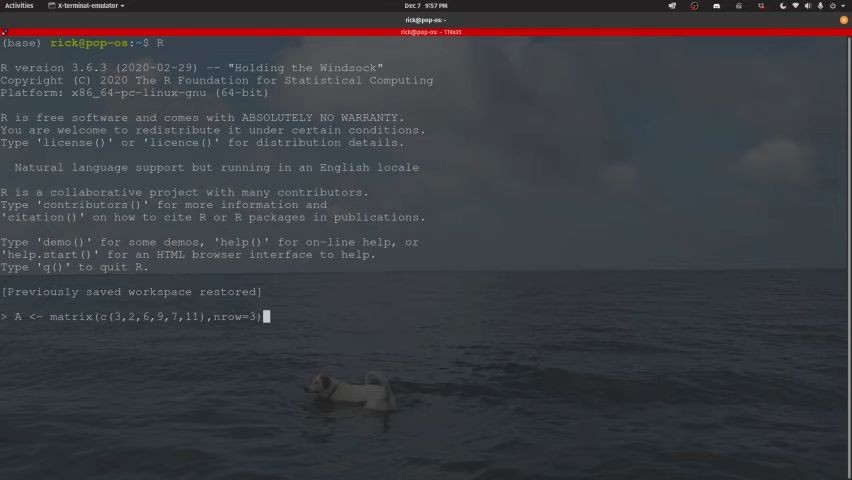 Activities X-terminal-emulator Dec 7 9:57 PM
rick@pop-os: ~
rick@pop-os: ~ 119x35
(base) rick@pop-os:~$ R
R version 3.6.3 (2020-02-29) -- "Holding the Windsock"
Copyright (C) 2020 The R Foundation for Statistical Computing
Platform: x86_64-pc-linux-gnu (64-bit)
R is free software and comes with ABSOLUTELY NO WARRANTY.
You are welcome to redistribute it under certain conditions.
Type 'license()' or 'licence()' for distribution details.
Natural language support but running in an English locale
R is a collaborative project with many contributors.
Type 'contributors()' for more information and
'citation()' on how to cite R or R packages in publications.
Type 'demo()' for some demos, 'help()' for on-line help, or
'help.start()' for an HTML browser interface to help.
Type 'q()' to quit R.
[Previously saved workspace restored]
> A <- matrix(c(3,2,6,9,7,11),nrow=3)